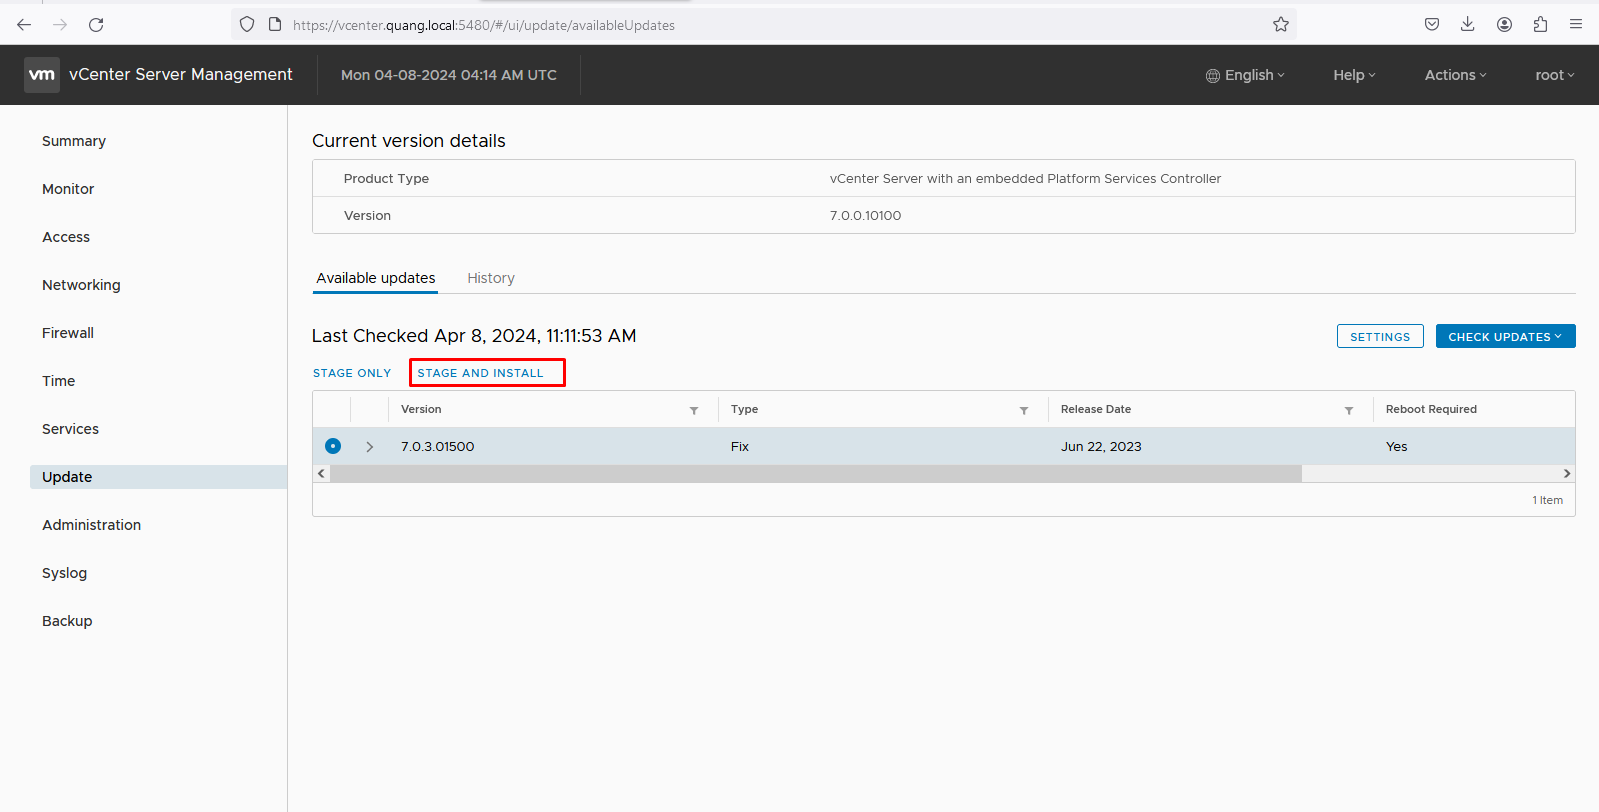 https://vcenter.quang.local:5480/#/ui/update/availableUpdates
vm vCenter Server Management Mon 04-08-2024 04:14 AM UTC English Help Actions root
Summary
Monitor
Access
Networking
Firewall
Time
Services
Update
Administration
Syslog
Backup
Current version details
Product Type vCenter Server with an embedded Platform Services Controller
Version 7.0.0.10100
Available updates History
Last Checked Apr 8, 2024, 11:11:53 AM SETTINGS CHECK UPDATES
STAGE ONLY STAGE AND INSTALL
Version Type Release Date Reboot Required
7.0.3.01500 Fix Jun 22, 2023 Yes
1 Item